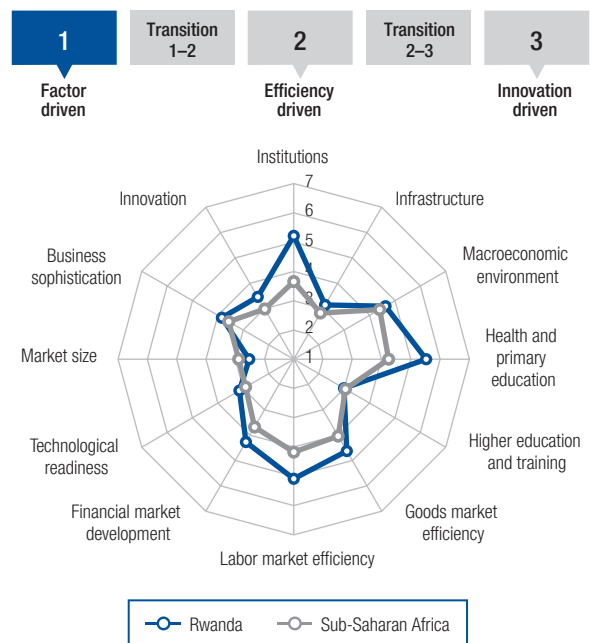 1
Transition
1–2
2
Transition
2–3
3
Factor
driven
Efficiency
driven
Innovation
driven
Institutions
Innovation
Infrastructure
Business
sophistication
Macroeconomic
environment
Market size
Health and
primary
education
Technological
readiness
Higher education
and training
Financial market
development
Goods market
efficiency
Labor market efficiency
7
6
5
4
3
2
1
Rwanda
Sub-Saharan Africa